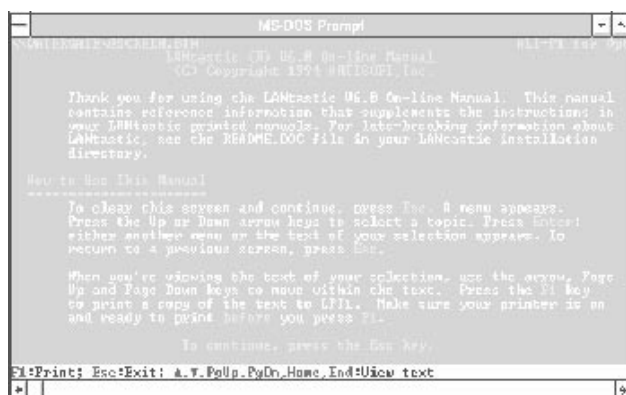 MS-DOS Prompt
LANtastic (R) V6.0 On-line Manual
(C) Copyright 1994 ARTISOFT, Inc.
Thank you for using the LANtastic V6.0 On-line Manual. This manual
contains reference information that supplements the instructions in
your LANtastic printed manuals. For late-breaking information about
LANtastic, see the README.DOC file in your LANtastic installation
directory.
How to Use This Manual
To clear this screen and continue, press Esc. A menu appears.
Press the Up or Down arrow keys to select a topic. Press Enter:
either another menu or the text of your selection appears. To
return to a previous screen, press Esc.
When you're viewing the text of your selection, use the arrow, Page
Up and Page Down keys to move within the text. Press the F1 key
to print a copy of the text to LPT1. Make sure your printer is on
and ready to print before you press F1.
To continue, press the Esc key.
F1:Print; Esc:Exit; ▲,▼,PgUp,PgDn,Home,End:View text